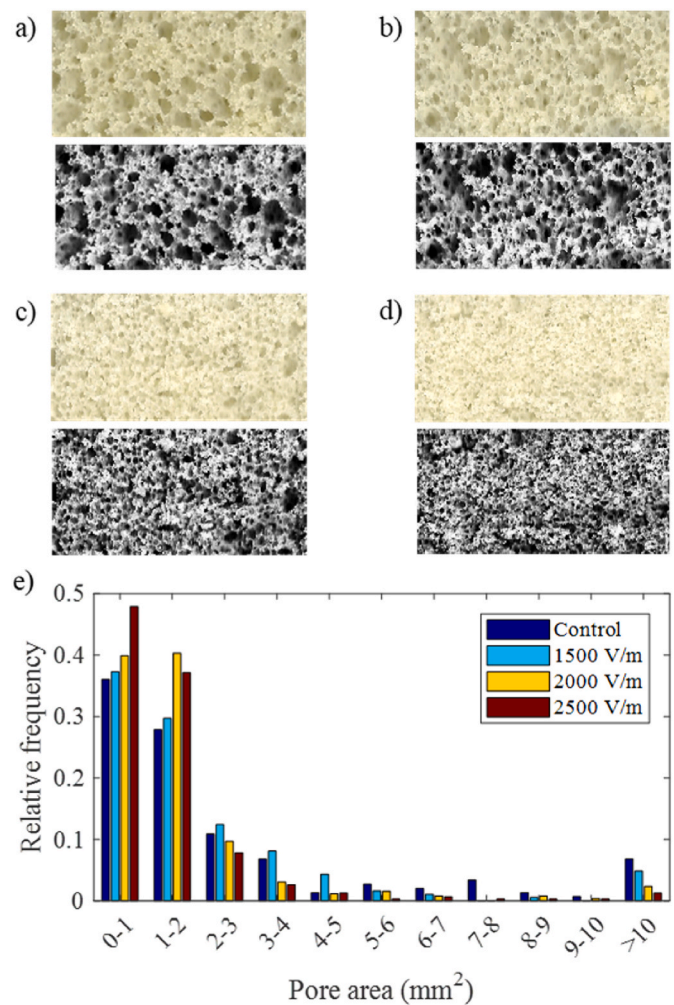 a)
b)
c)
d)
e)
0.5
0.4
0.3
0.2
0.1
0
Relative frequency
Control
1500 V/m
2000 V/m
2500 V/m
0-1
1-2
2-3
3-4
4-5
5-6
6-7
7-8
8-9
9-10
>10
Pore area (mm²)